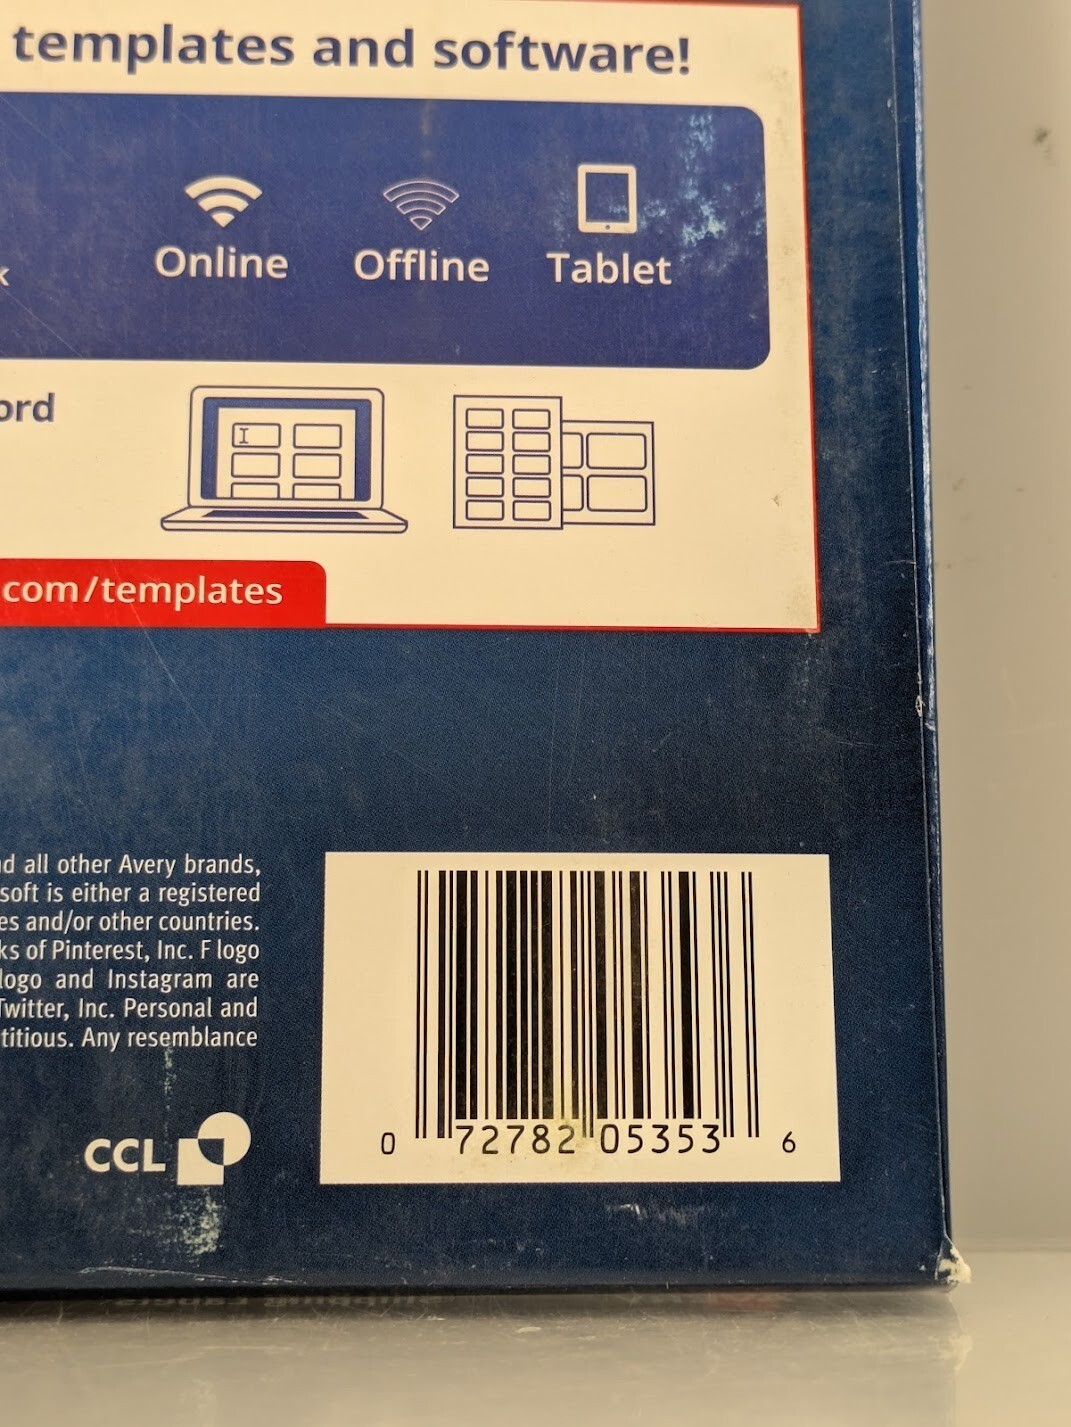 templates and software!
Online Offline Tablet
k
ord
com/templates
d all other Avery brands,
soft is either a registered
es and/or other countries.
ks of Pinterest, Inc. F logo
logo and Instagram are
Twitter, Inc. Personal and
titious. Any resemblance
CCL
0 72782 05353 6